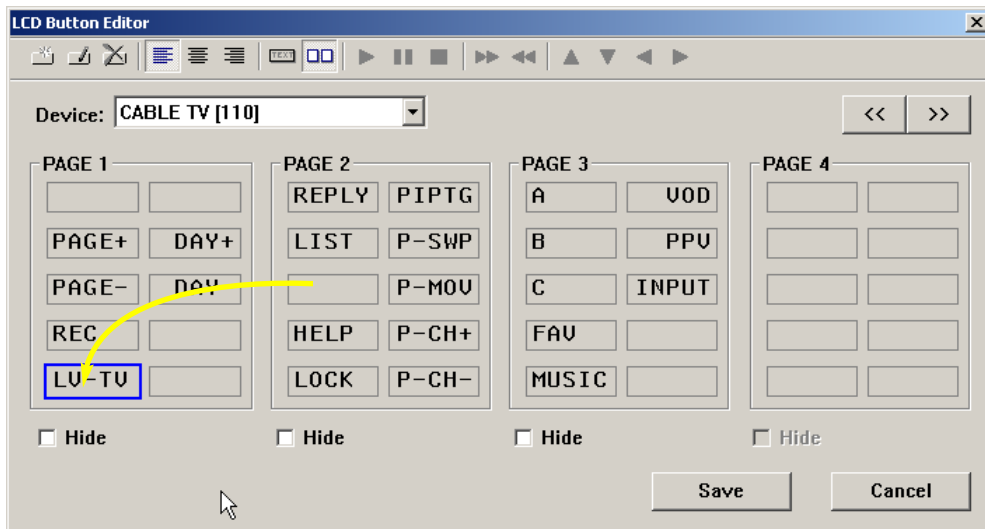 LCD Button Editor
TEXT
Device: CABLE TV [110]
<< >>
PAGE 1
PAGE+ DAY+
PAGE- DAY-
REC
LV-TV
Hide
PAGE 2
REPLY PIPTG
LIST P-SWP
P-MOV
HELP P-CH+
LOCK P-CH-
Hide
PAGE 3
A VOD
B PPV
C INPUT
FAV
MUSIC
Hide
PAGE 4
Hide
Save Cancel